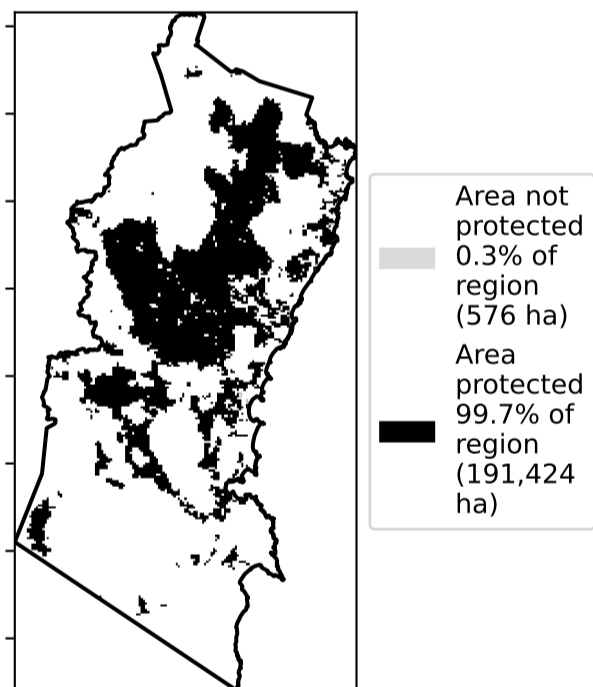 Area not
protected
0.3% of
region
(576 ha)
Area
protected
99.7% of
region
(191,424
ha)